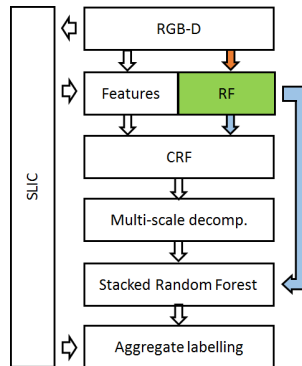 RGB-D
Features
RF
SLIC
CRF
Multi-scale decomp.
Stacked Random Forest
Aggregate labelling